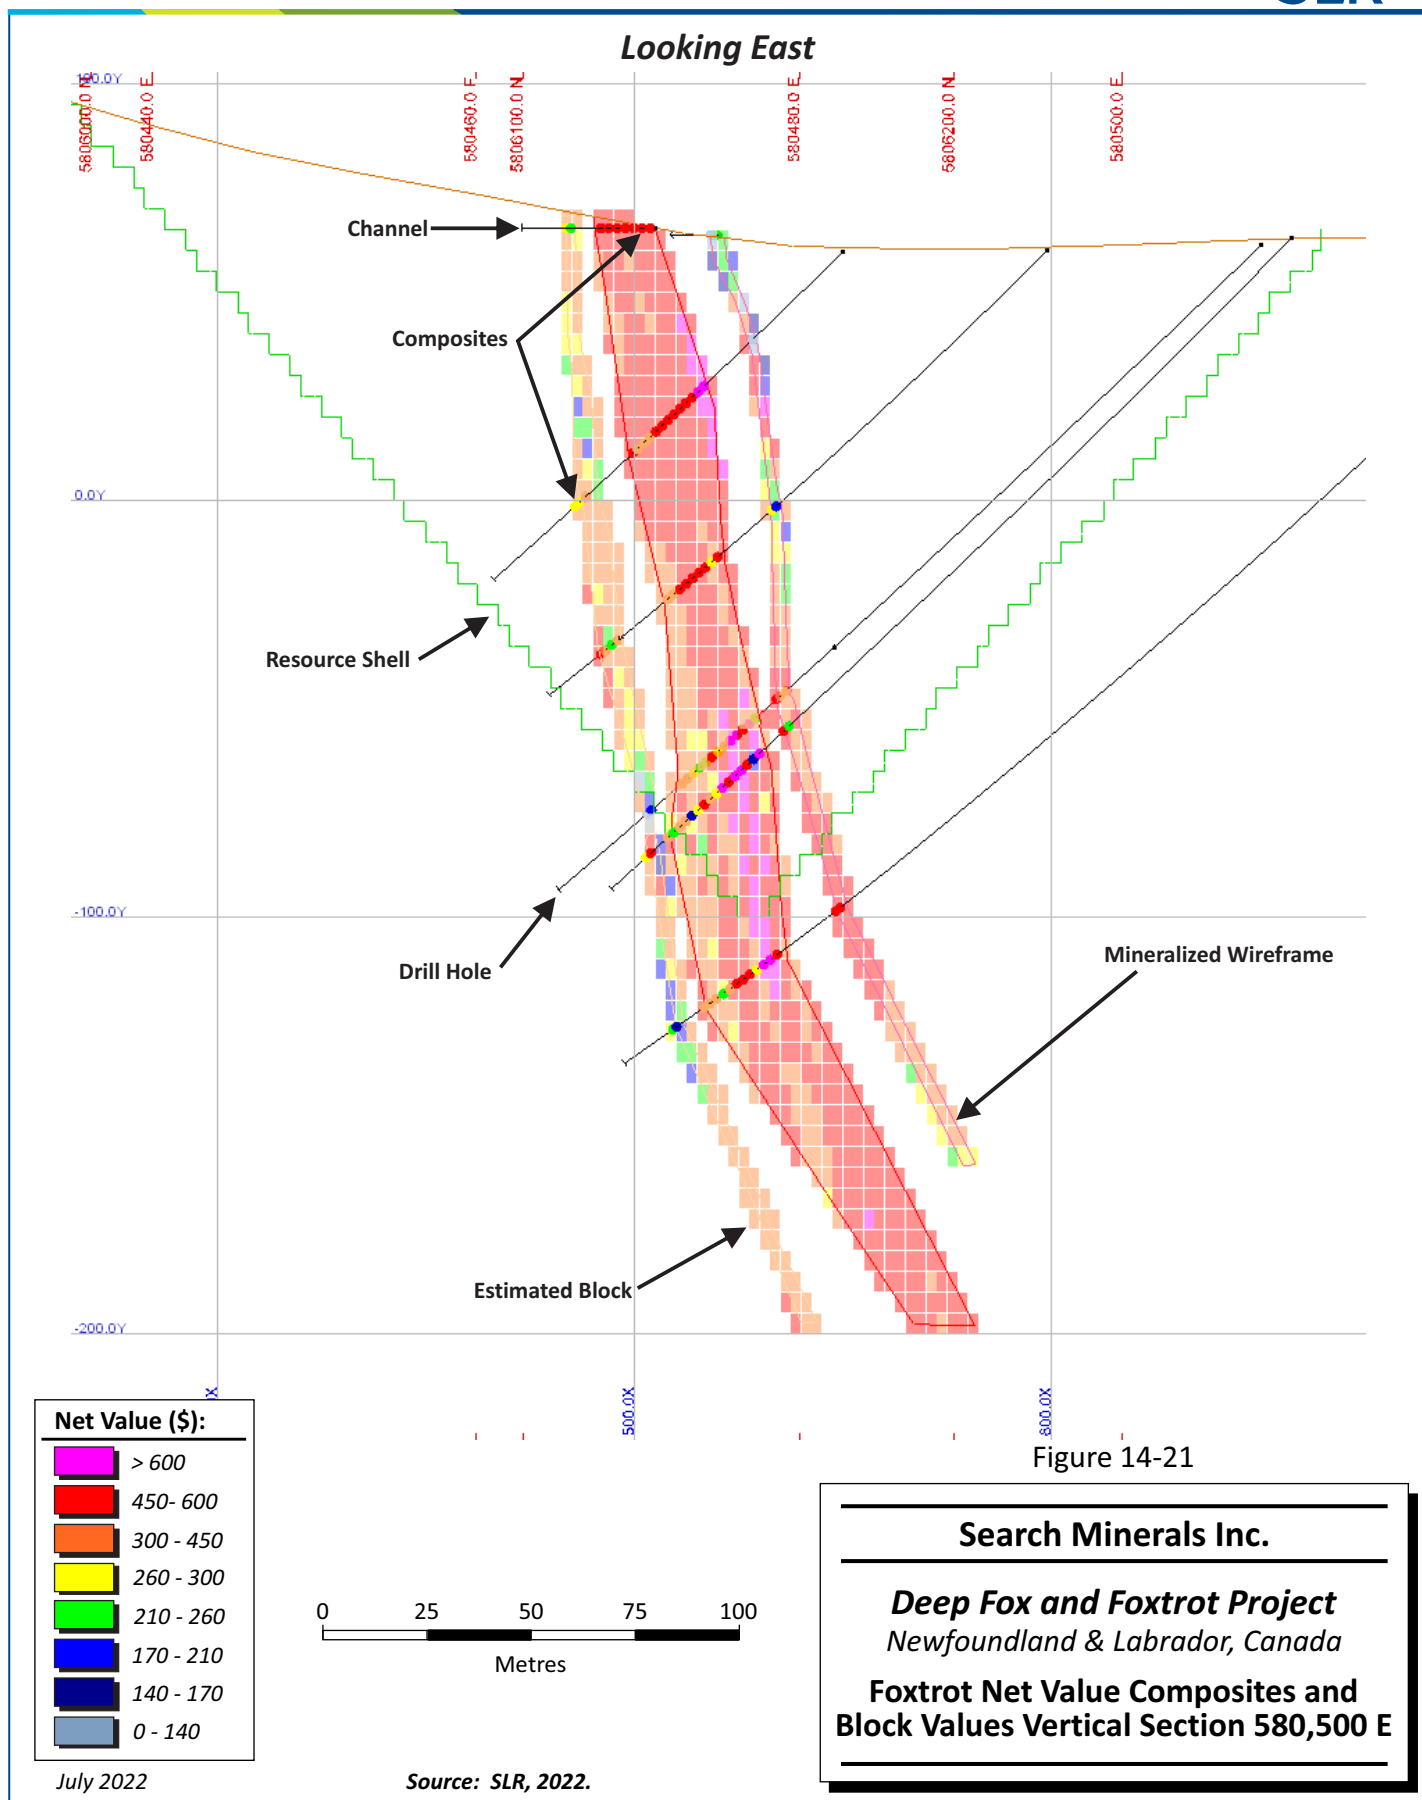 Looking East
100.0Y
5806000.0 N
580440.0 E
580460.0 E
5806100.0 N
580480.0 E
5806200.0 N
580500.0 E
Channel
Composites
0.0Y
Resource Shell
-100.0Y
Drill Hole
Mineralized Wireframe
Estimated Block
-200.0Y
500.0X
Net Value ($):
> 600
450- 600
300 - 450
260 - 300
210 - 260
170 - 210
140 - 170
0 - 140
July 2022
0 25 50 75 100
Metres
Source: SLR, 2022.
Figure 14-21
Search Minerals Inc.
Deep Fox and Foxtrot Project
Newfoundland & Labrador, Canada
Foxtrot Net Value Composites and
Block Values Vertical Section 580,500 E